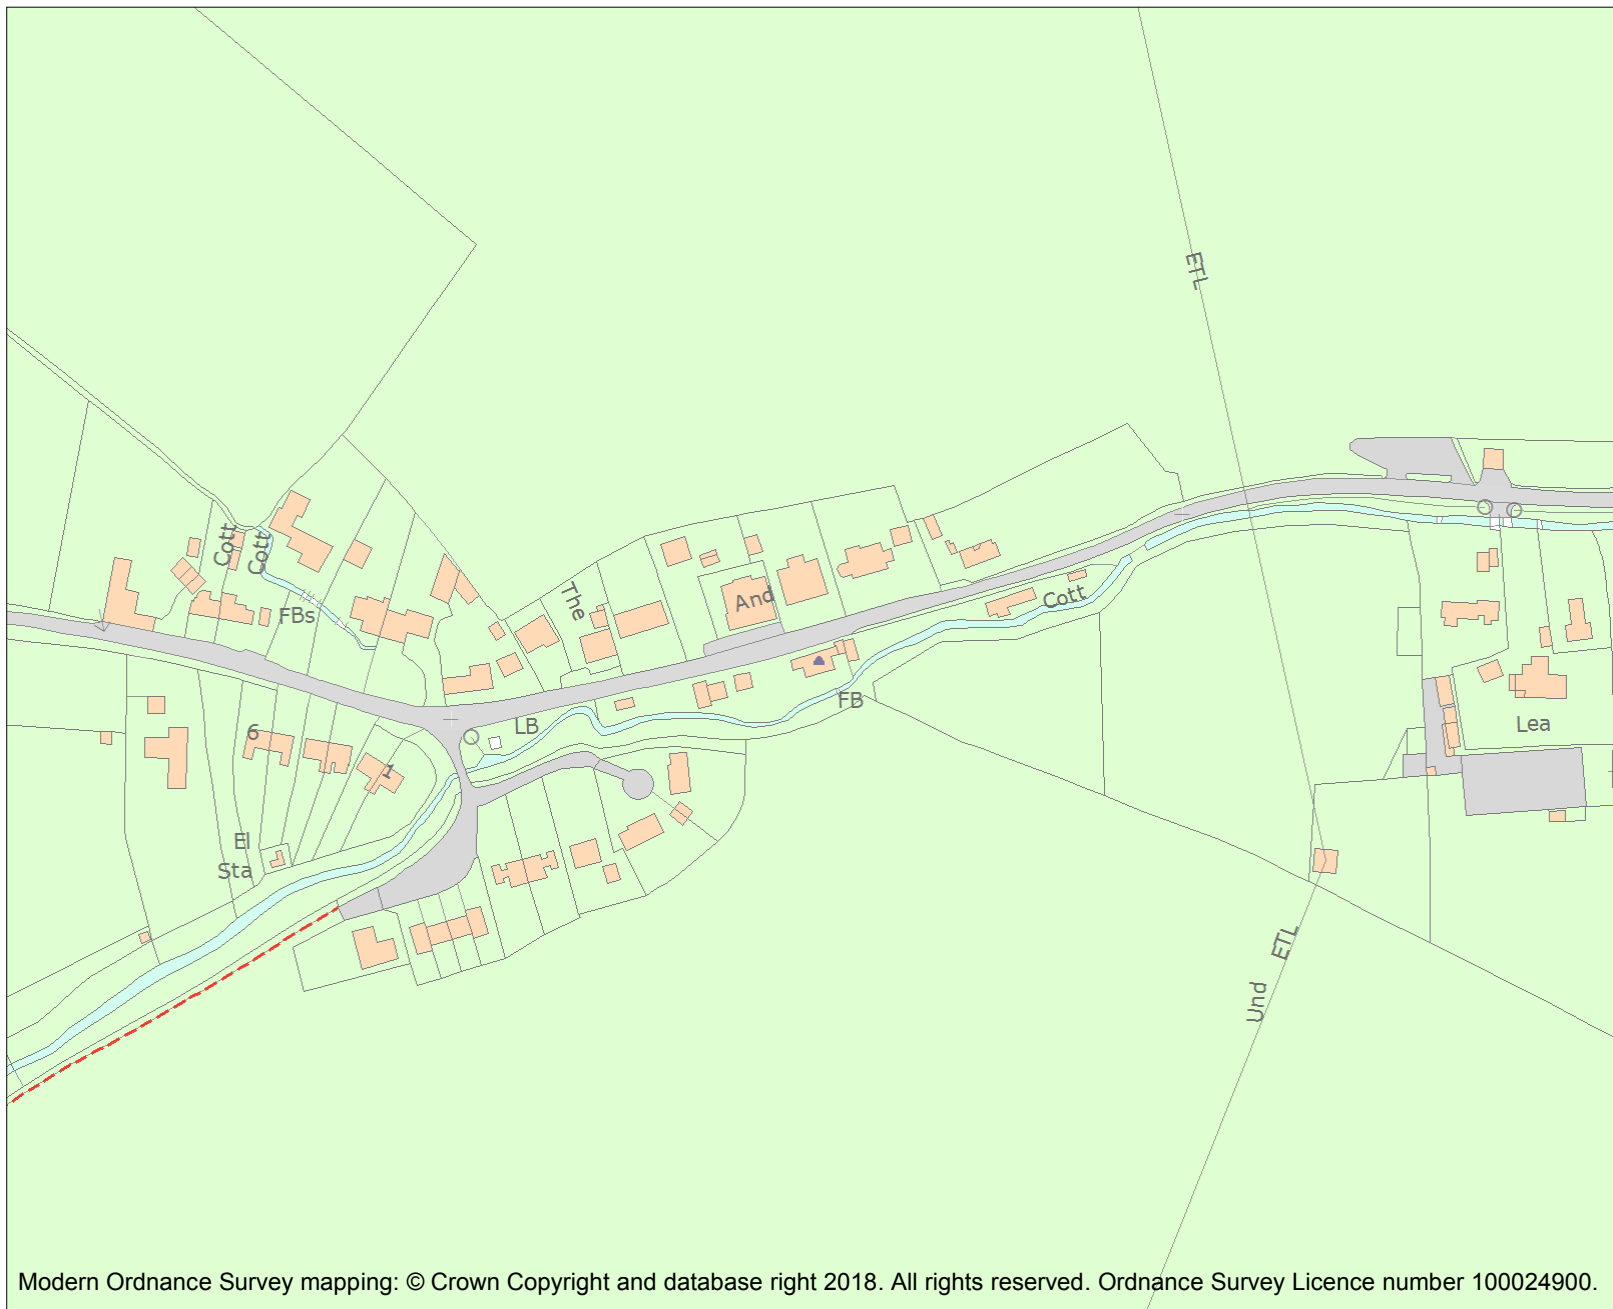 ETL
Cott
Cott
FBs
The
And
Cott
FB
LB
6
1
Lea
El
Sta
ETL
Und
Modern Ordnance Survey mapping: © Crown Copyright and database right 2018. All rights reserved. Ordnance Survey Licence number 100024900.